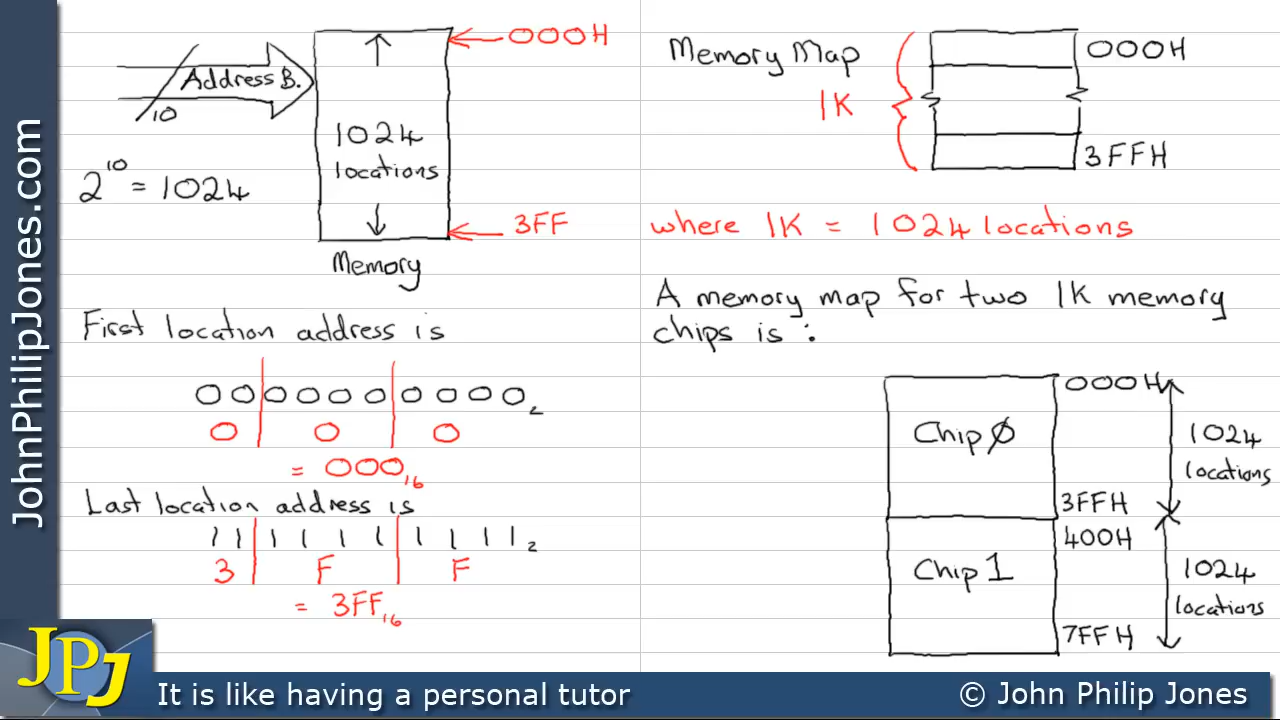 JohnPhilipJones.com
Address B.
10
2^10 = 1024
000H
1024
locations
3FF
Memory
First location address is
0 0 | 0 0 0 0 | 0 0 0 0 2
0 | 0 | 0
= 000 16
Last location address is
1 1 | 1 1 1 1 | 1 1 1 1 2
3 | F | F
= 3FF 16
Memory Map
1K
000H
3FFH
where 1K = 1024 locations
A memory map for two 1K memory
chips is :
000H
Chip 0
1024
locations
3FFH
400H
Chip 1
1024
locations
7FFH
JPJ
It is like having a personal tutor
© John Philip Jones